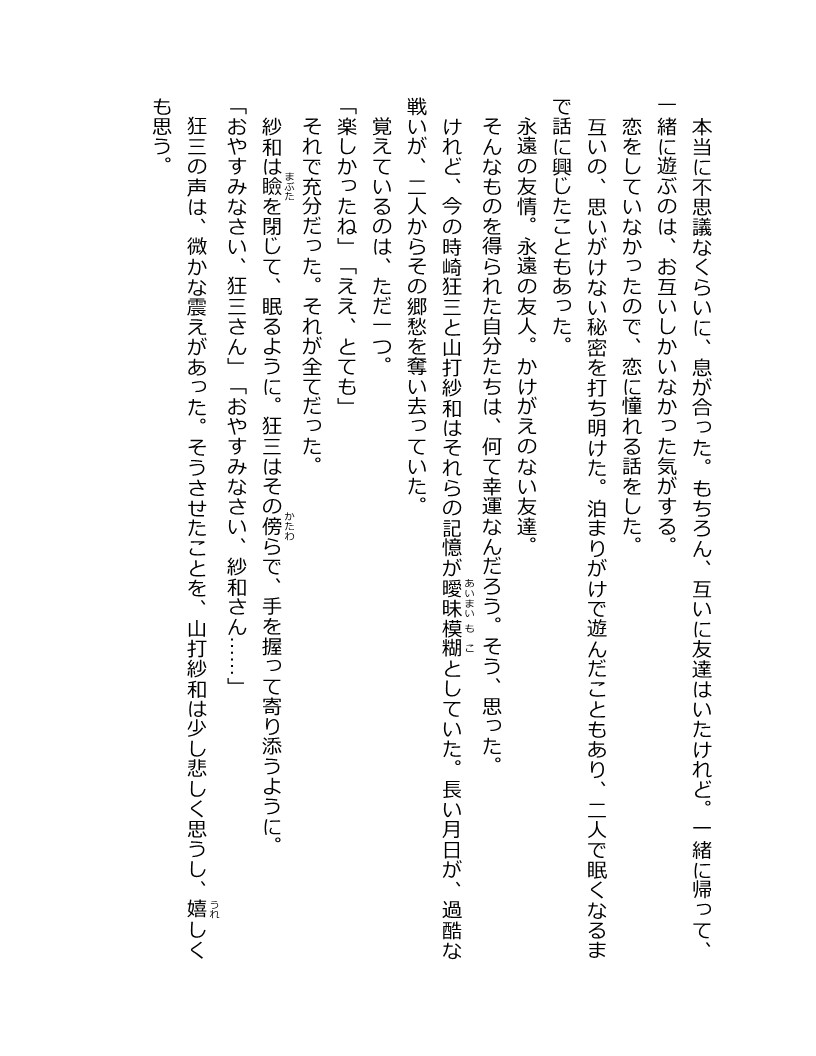 本当に不思議なくらいに、息が合った。もちろん、互いに友達はいたけれど。一緒に帰って、
一緒に遊ぶのは、お互いしかいなかった気がする。
恋をしていなかったので、恋に憧れる話をした。
互いの、思いがけない秘密を打ち明けた。泊まりがけで遊んだこともあり、二人で眠くなるま
で話に興じたこともあった。
永遠の友情。永遠の友人。かけがえのない友達。
そんなものを得られた自分たちは、何て幸運なんだろう。そう、思った。
けれど、今の時崎狂三と山打紗和はそれらの記憶が曖昧模糊としていた。長い月日が、過酷な
戦いが、二人からその郷愁を奪い去っていた。
覚えているのは、ただ一つ。
「楽しかったね」「ええ、とても」
それで充分だった。それが全てだった。
紗和は瞼を閉じて、眠るように。狂三はその傍らで、手を握って寄り添うように。
「おやすみなさい、狂三さん」「おやすみなさい、紗和さん……」
狂三の声は、微かな震えがあった。そうさせたことを、山打紗和は少し悲しく思うし、嬉しく
も思う。